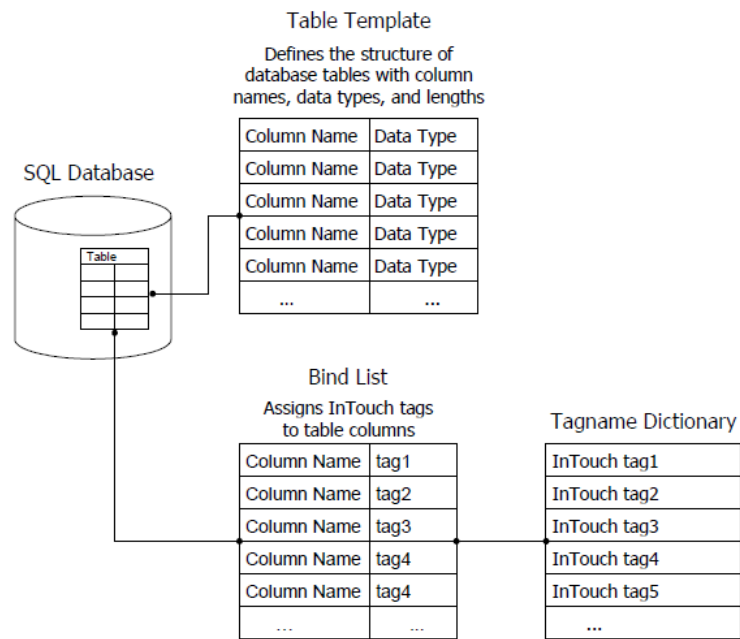 Table Template
Defines the structure of
database tables with column
names, data types, and lengths
Column Name Data Type
Column Name Data Type
Column Name Data Type
Column Name Data Type
Column Name Data Type
... ...
SQL Database
Table
Bind List
Assigns InTouch tags
to table columns
Column Name tag1
Column Name tag2
Column Name tag3
Column Name tag4
Column Name tag4
... ...
Tagname Dictionary
InTouch tag1
InTouch tag2
InTouch tag3
InTouch tag4
InTouch tag5
...